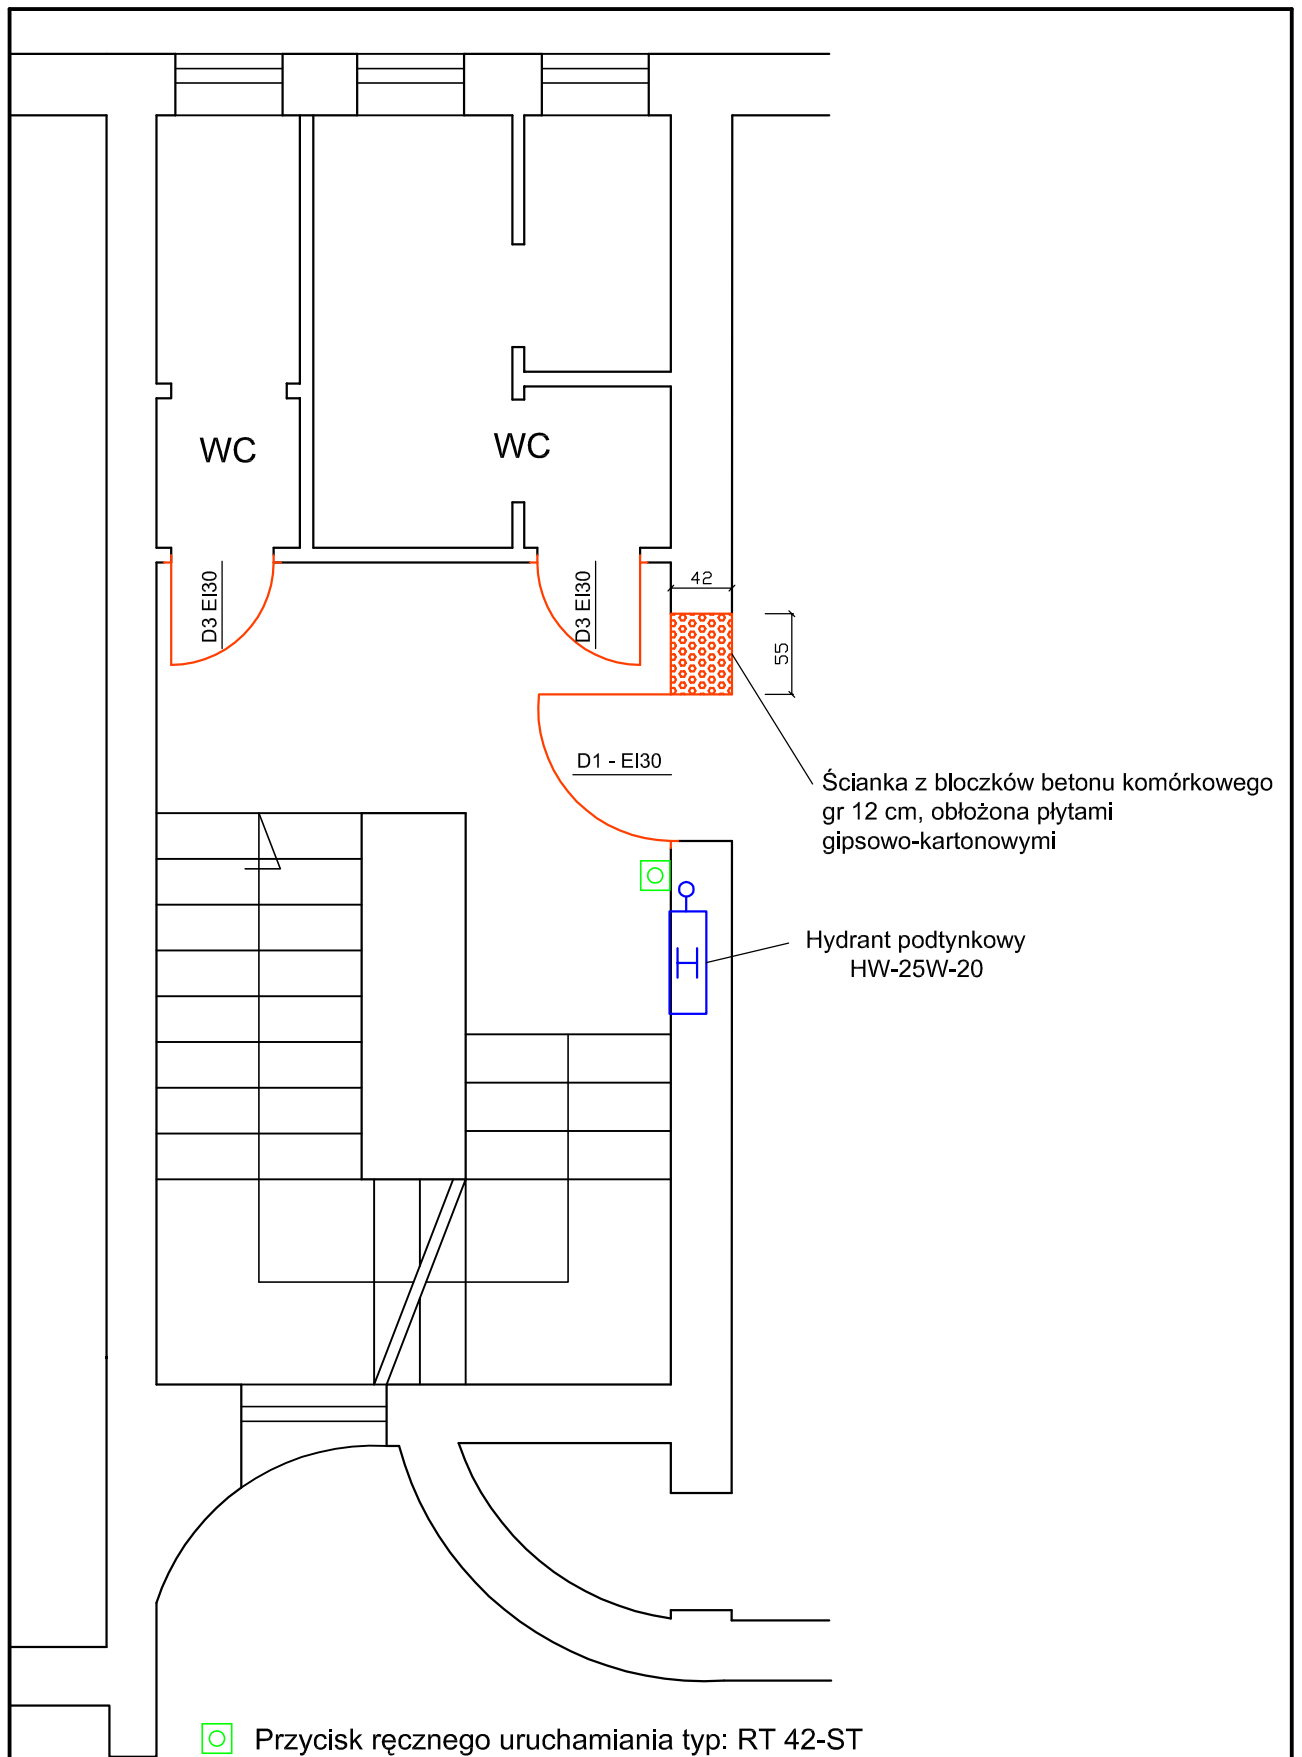 WC
WC
D3 EI30
D3 EI30
42
55
D1 - EI30
Ścianka z bloczków betonu komórkowego
gr 12 cm, obłożona płytami
gipsowo-kartonowymi
H
Hydrant podtynkowy
HW-25W-20
Przycisk ręcznego uruchamiania typ: RT 42-ST